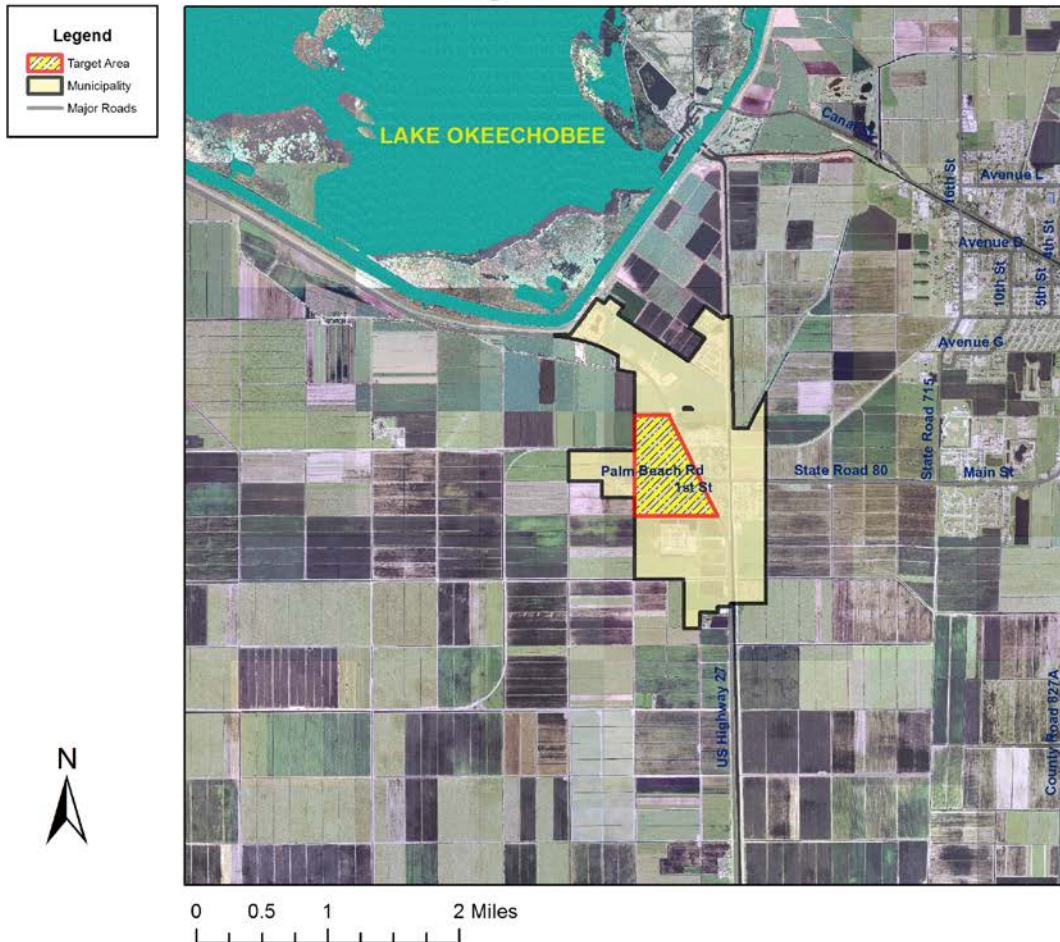 Legend
Target Area
Municipality
Major Roads
LAKE OKEECHOBEE
Canal St
16th St
Avenue L
4th St
Avenue D
10th St
5th St
Avenue G
State Road 715
Palm Beach Rd
State Road 80
Main St
1st St
US Highway 27
County Road 827A
N
0 0.5 1 2 Miles